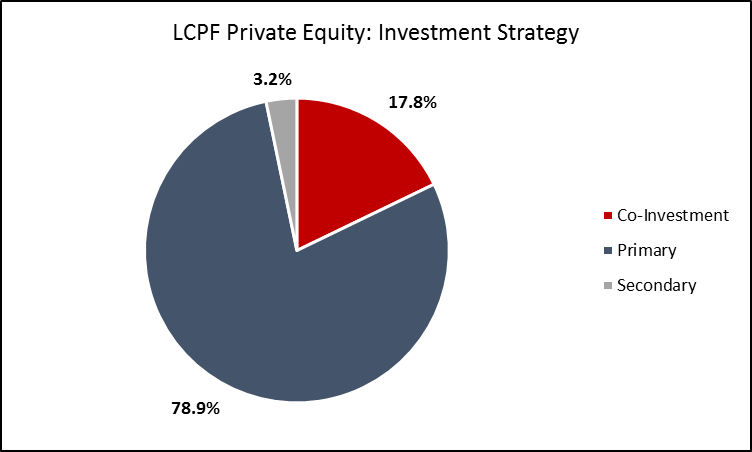 LCPF Private Equity: Investment Strategy
3.2%
17.8%
Co-Investment
Primary
Secondary
78.9%